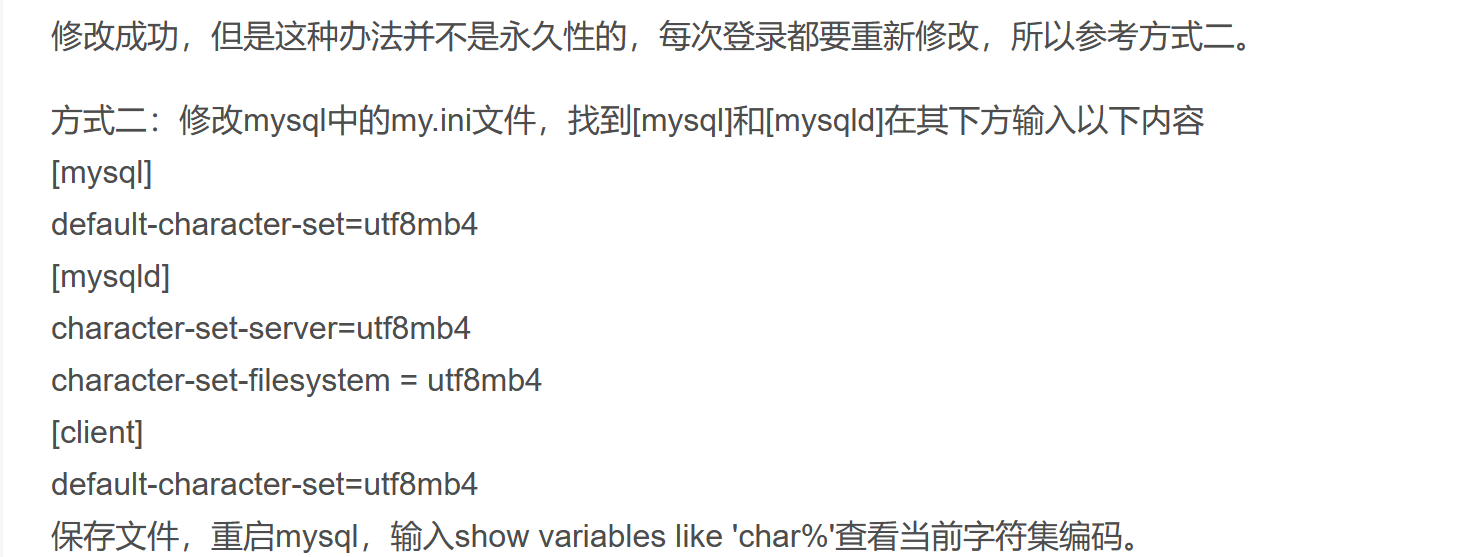 修改成功，但是这种办法并不是永久性的，每次登录都要重新修改，所以参考方式二。
方式二：修改mysql中的my.ini文件，找到[mysql]和[mysqld]在其下方输入以下内容
[mysql]
default-character-set=utf8mb4
[mysqld]
character-set-server=utf8mb4
character-set-filesystem = utf8mb4
[client]
default-character-set=utf8mb4
保存文件，重启mysql，输入show variables like 'char%'查看当前字符集编码。